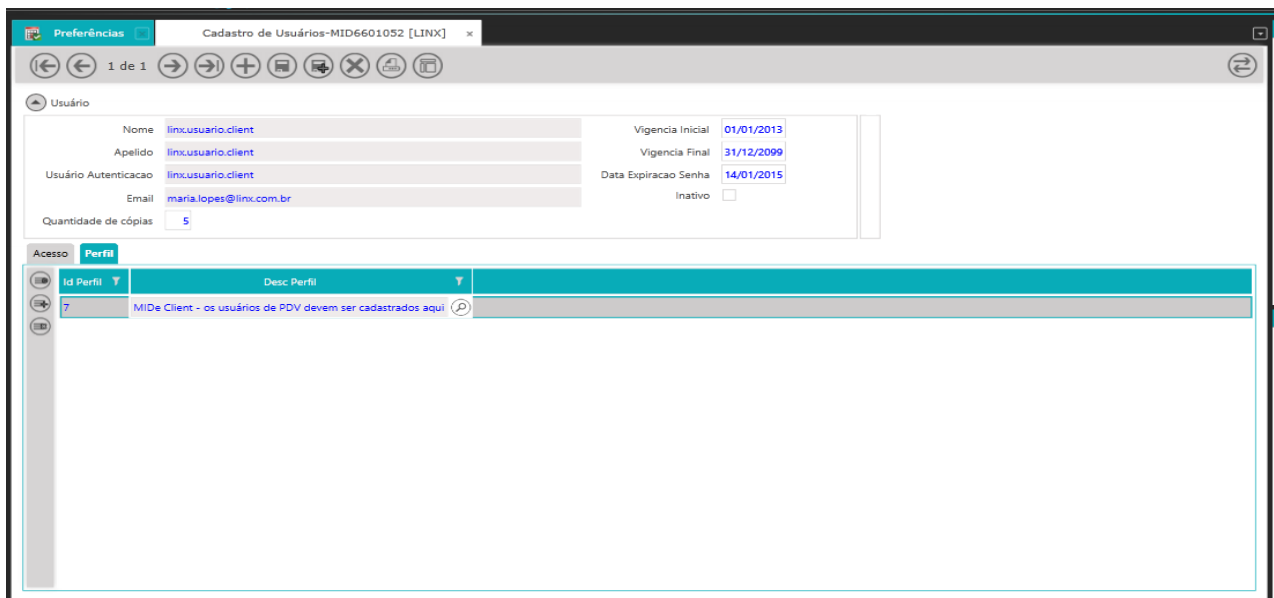 Preferências Cadastro de Usuários-MID6601052 [LINX] x
1 de 1
Usuário
Nome linx.usuario.client Vigencia Inicial 01/01/2013
Apelido linx.usuario.client Vigencia Final 31/12/2099
Usuário Autenticacao linx.usuario.client Data Expiracao Senha 14/01/2015
Email maria.lopes@linx.com.br Inativo
Quantidade de cópias 5
Acesso Perfil
Id Perfil Desc Perfil
7 MIDe Client - os usuários de PDV devem ser cadastrados aqui